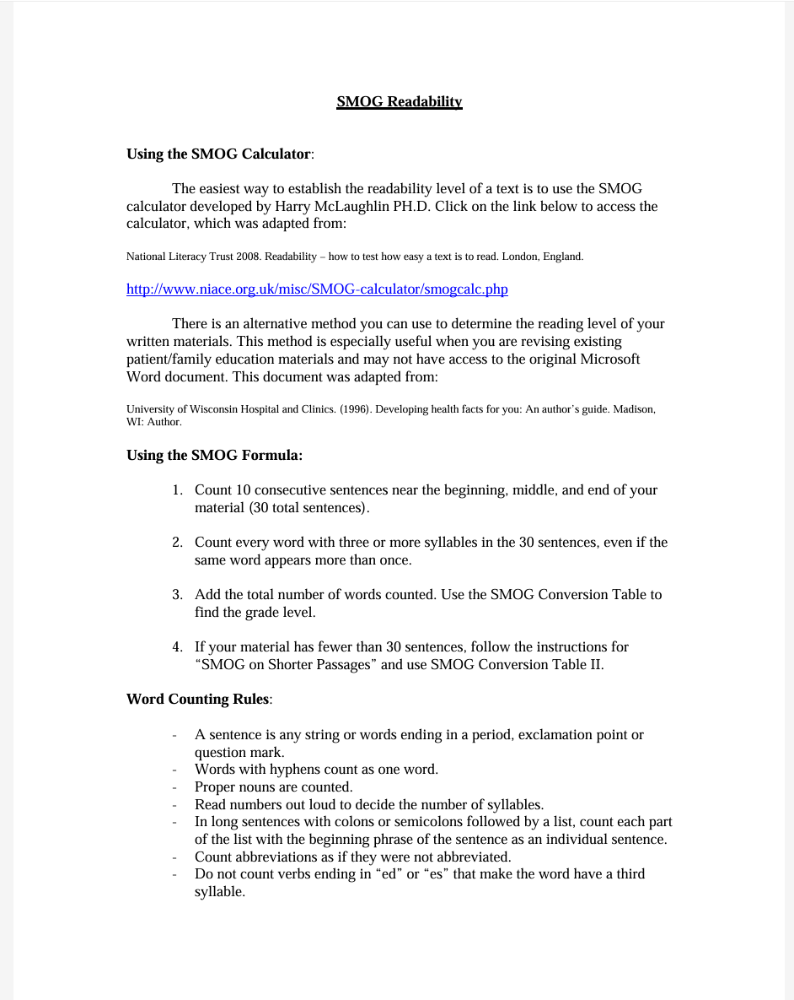 SMOG Readability
Using the SMOG Calculator:
The easiest way to establish the readability level of a text is to use the SMOG
calculator developed by Harry McLaughlin PH.D. Click on the link below to access the
calculator, which was adapted from:
National Literacy Trust 2008. Readability – how to test how easy a text is to read. London, England.
http://www.niace.org.uk/misc/SMOG-calculator/smogcalc.php
There is an alternative method you can use to determine the reading level of your
written materials. This method is especially useful when you are revising existing
patient/family education materials and may not have access to the original Microsoft
Word document. This document was adapted from:
University of Wisconsin Hospital and Clinics. (1996). Developing health facts for you: An author's guide. Madison,
WI: Author.
Using the SMOG Formula:
1. Count 10 consecutive sentences near the beginning, middle, and end of your
material (30 total sentences).
2. Count every word with three or more syllables in the 30 sentences, even if the
same word appears more than once.
3. Add the total number of words counted. Use the SMOG Conversion Table to
find the grade level.
4. If your material has fewer than 30 sentences, follow the instructions for
“SMOG on Shorter Passages” and use SMOG Conversion Table II.
Word Counting Rules:
- A sentence is any string or words ending in a period, exclamation point or
question mark.
- Words with hyphens count as one word.
- Proper nouns are counted.
- Read numbers out loud to decide the number of syllables.
- In long sentences with colons or semicolons followed by a list, count each part
of the list with the beginning phrase of the sentence as an individual sentence.
- Count abbreviations as if they were not abbreviated.
- Do not count verbs ending in “ed” or “es” that make the word have a third
syllable.